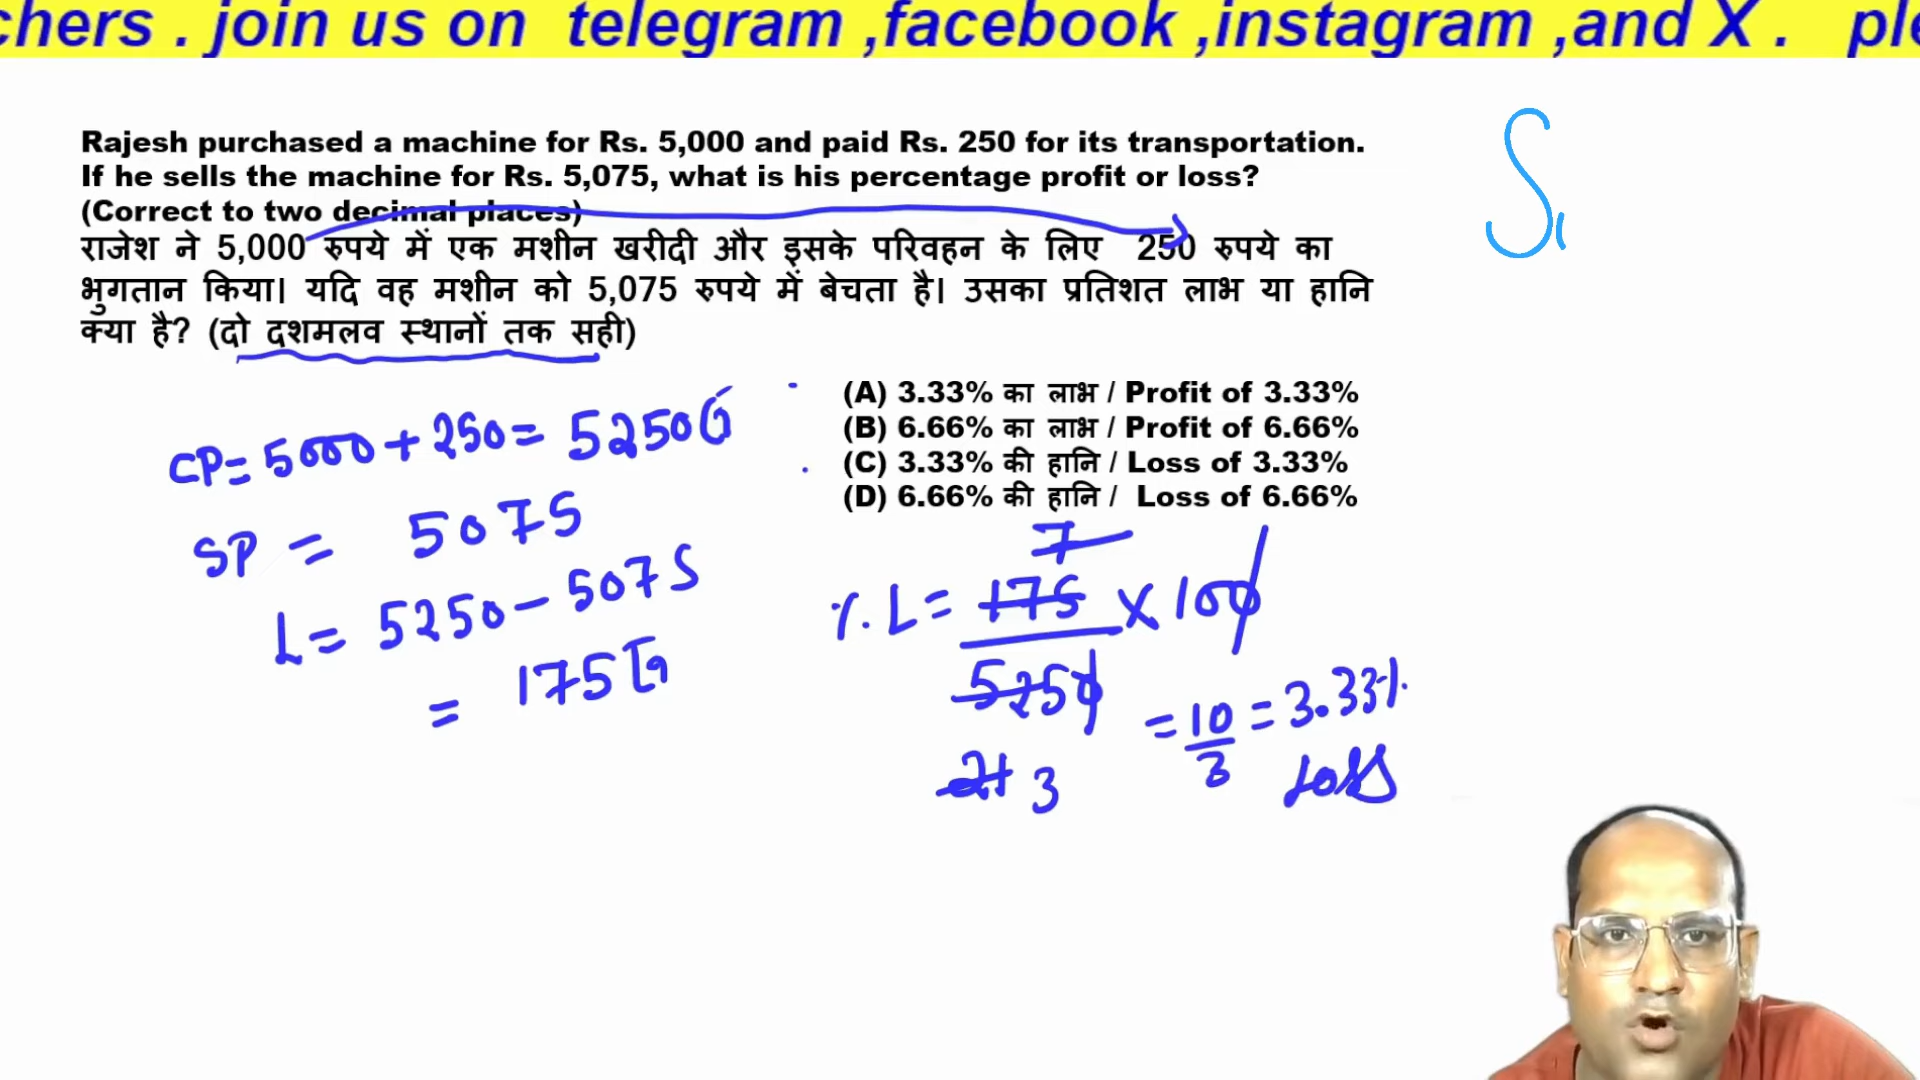 chers . join us on telegram ,facebook ,instagram ,and X . ple
Rajesh purchased a machine for Rs. 5,000 and paid Rs. 250 for its transportation.
If he sells the machine for Rs. 5,075, what is his percentage profit or loss?
(Correct to two decimal places)
राजेश ने 5,000 रुपये में एक मशीन खरीदी और इसके परिवहन के लिए 250 रुपये का
भुगतान किया। यदि वह मशीन को 5,075 रुपये में बेचता है। उसका प्रतिशत लाभ या हानि
क्या है? (दो दशमलव स्थानों तक सही)
(A) 3.33% का लाभ / Profit of 3.33%
(B) 6.66% का लाभ / Profit of 6.66%
(C) 3.33% की हानि / Loss of 3.33%
(D) 6.66% की हानि / Loss of 6.66%
CP = 5000 + 250 = 5250
SP = 5075
L = 5250 - 5075
= 175
7
% L = 175 × 100
5250
21 3
= 10/3 = 3.33%
Loss